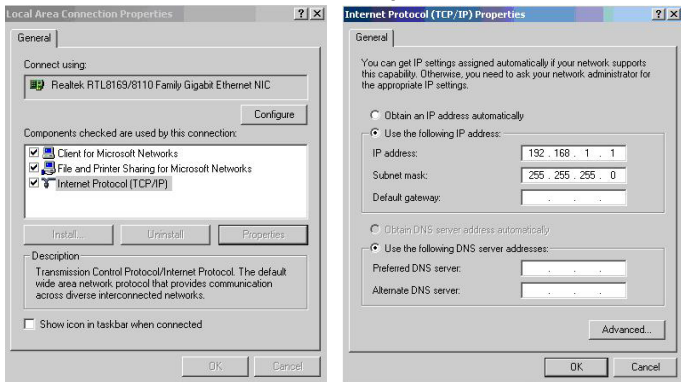 Local Area Connection Properties
General
Connect using:
Realtek RTL8169/8110 Family Gigabit Ethernet NIC
Configure
Components checked are used by this connection:
Client for Microsoft Networks
File and Printer Sharing for Microsoft Networks
Internet Protocol (TCP/IP)
Install...
Uninstall
Properties
Description
Transmission Control Protocol/Internet Protocol. The default
wide area network protocol that provides communication
across diverse interconnected networks.
Show icon in taskbar when connected
OK
Cancel
Internet Protocol (TCP/IP) Properties
General
You can get IP settings assigned automatically if your network supports
this capability. Otherwise, you need to ask your network administrator for
the appropriate IP settings.
Obtain an IP address automatically
Use the following IP address:
IP address: 192 . 168 . 1 . 1
Subnet mask: 255 . 255 . 255 . 0
Default gateway: . . .
Obtain DNS server address automatically
Use the following DNS server addresses:
Preferred DNS server: . . .
Alternate DNS server: . . .
Advanced...
OK
Cancel